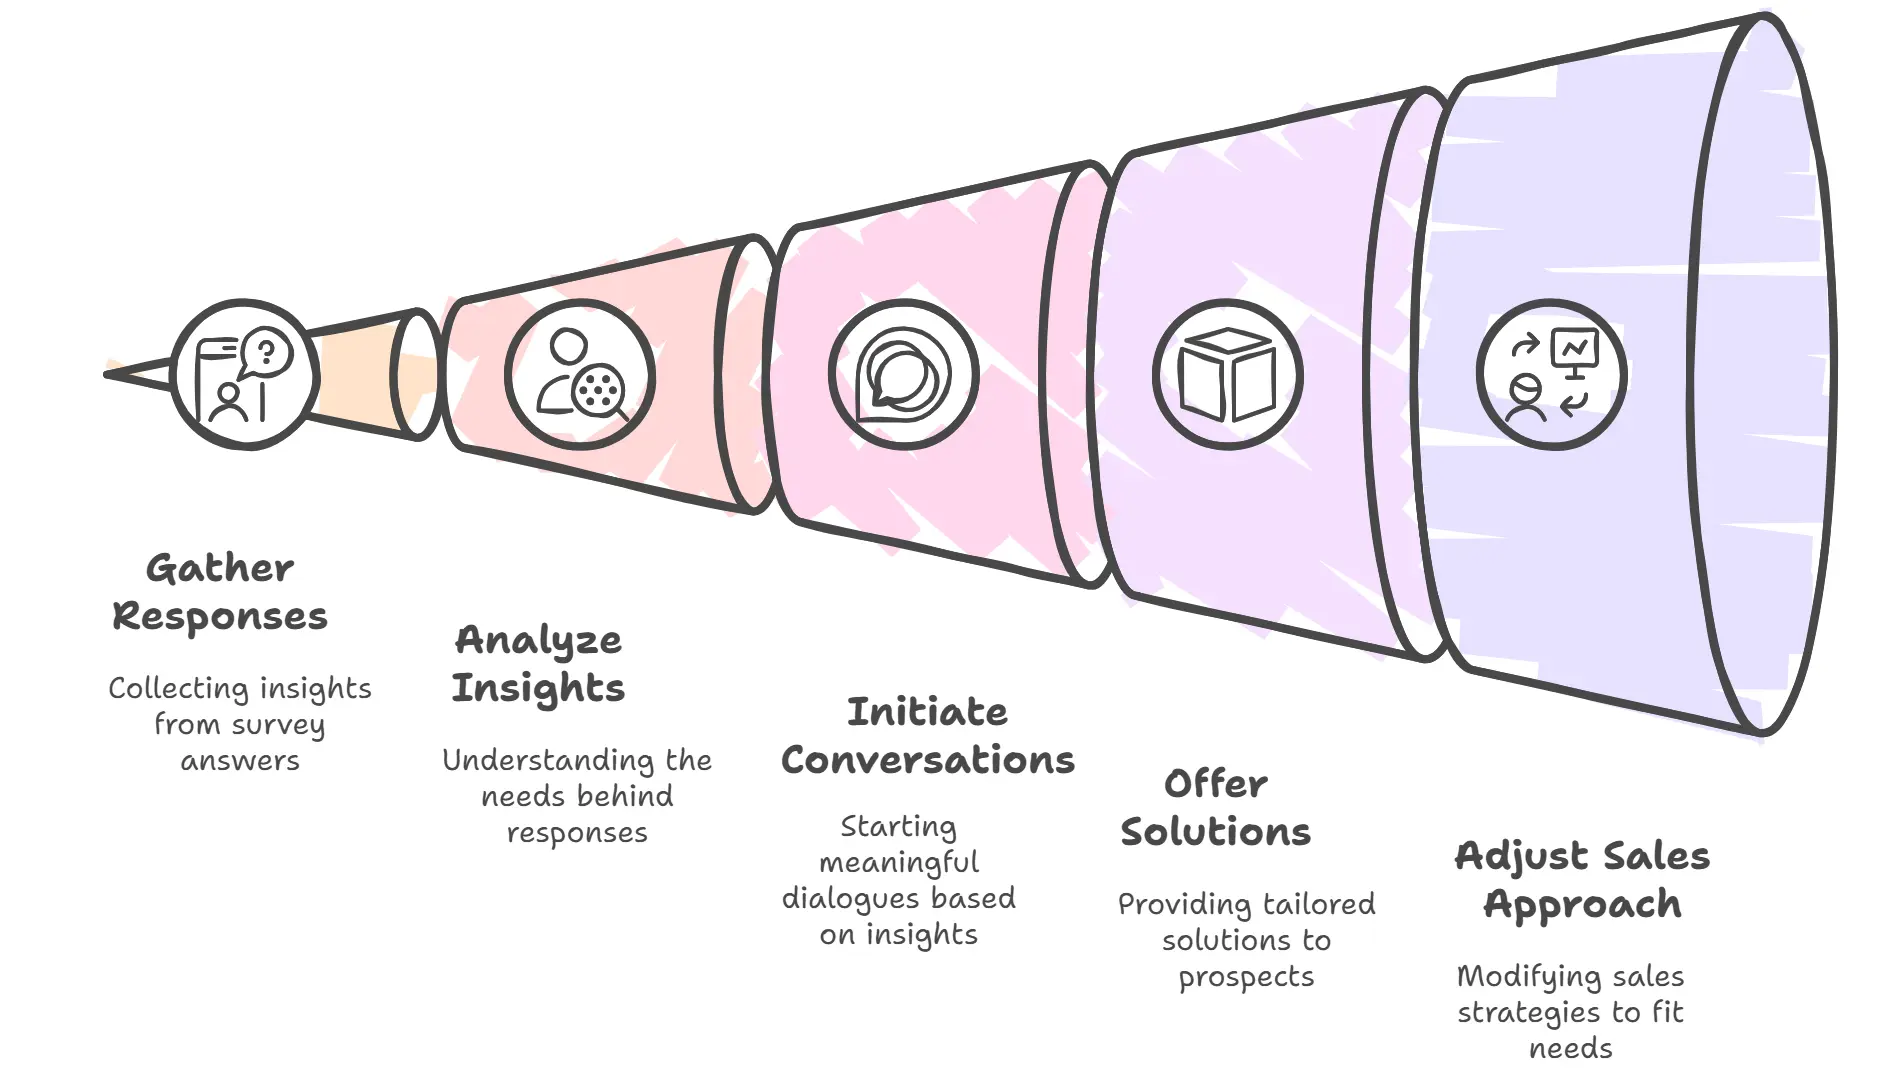 ?
Gather
Responses
Collecting insights
from survey
answers
Analyze
Insights
Understanding the
needs behind
responses
Initiate
Conversations
Starting
meaningful
dialogues based
on insights
Offer
Solutions
Providing tailored
solutions to
prospects
Adjust Sales
Approach
Modifying sales
strategies to fit
needs